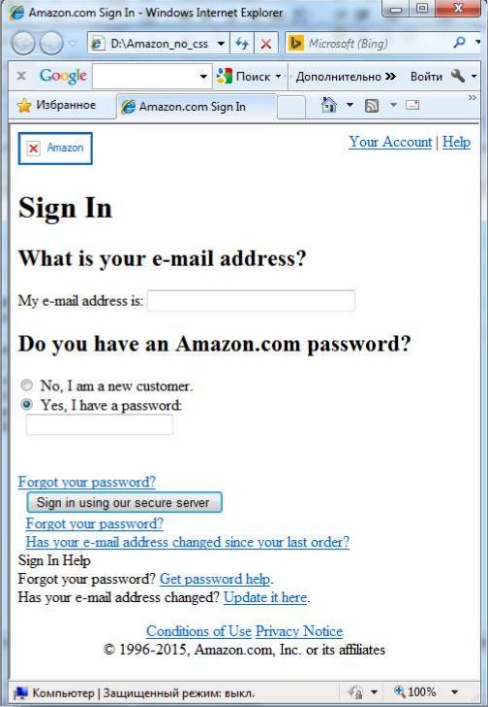 Amazon.com Sign In - Windows Internet Explorer
D:\Amazon_no_css
Microsoft (Bing)
x Google Поиск Дополнительно » Войти
Избранное Amazon.com Sign In »
Amazon
Your Account | Help
Sign In
What is your e-mail address?
My e-mail address is:
Do you have an Amazon.com password?
No, I am a new customer.
Yes, I have a password:
Forgot your password?
Sign in using our secure server
Forgot your password?
Has your e-mail address changed since your last order?
Sign In Help
Forgot your password? Get password help.
Has your e-mail address changed? Update it here.
Conditions of Use Privacy Notice
© 1996-2015, Amazon.com, Inc. or its affiliates
Компьютер | Защищенный режим: выкл. 100%